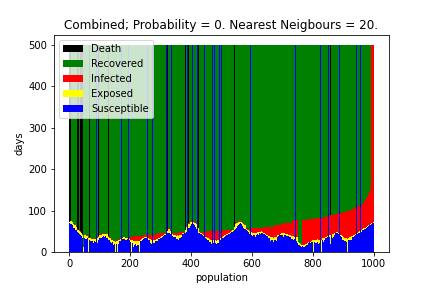 Combined; Probability = 0. Nearest Neigbours = 20.
500
400
300
200
100
0
days
Death
Recovered
Infected
Exposed
Susceptible
0 200 400 600 800 1000
population